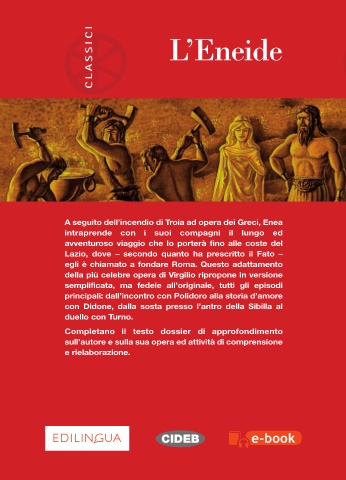 CLASSICI
L'Eneide
A seguito dell'incendio di Troia ad opera dei Greci, Enea
intraprende con i suoi compagni il lungo ed
avventuroso viaggio che lo porterà fino alle coste del
Lazio, dove – secondo quanto ha prescritto il Fato –
egli è chiamato a fondare Roma. Questo adattamento
della più celebre opera di Virgilio ripropone in versione
semplificata, ma fedele all'originale, tutti gli episodi
principali: dall'incontro con Polidoro alla storia d'amore
con Didone, dalla sosta presso l'antro della Sibilla al
duello con Turno.
Completano il testo dossier di approfondimento
sull'autore e sulla sua opera ed attività di comprensione
e rielaborazione.
EDILINGUA
CIDEB
e-book